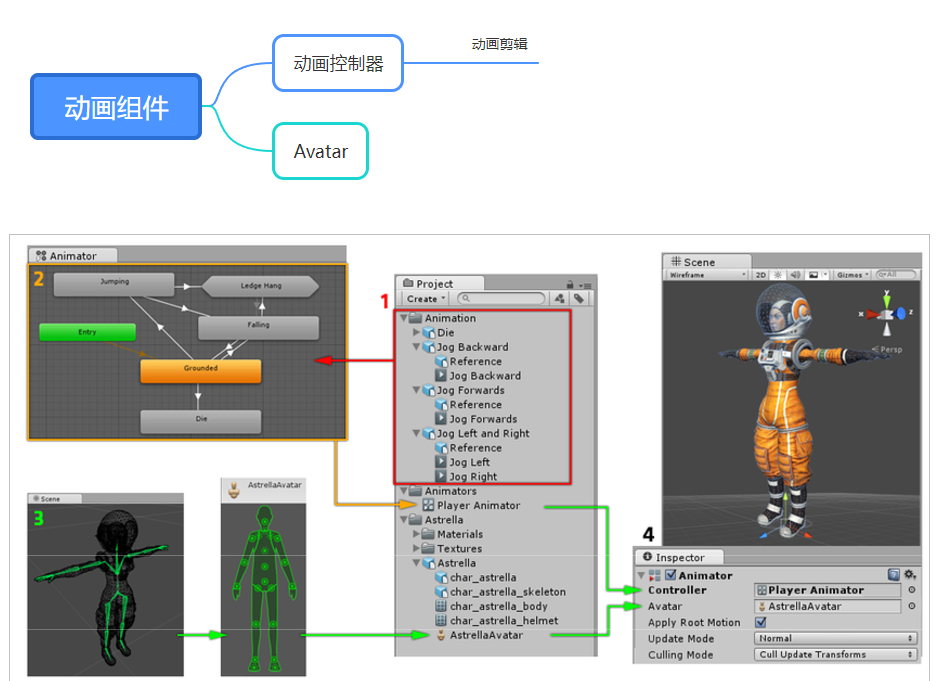 动画组件
动画控制器
动画剪辑
Avatar
Animator
2
Jumping
Ledge Hang
Falling
Entry
Grounded
Die
1
Project
Create
Animation
Die
Jog Backward
Reference
Jog Backward
Jog Forwards
Reference
Jog Forwards
Jog Left and Right
Reference
Jog Left
Jog Right
Animators
Player Animator
Astrella
Materials
Textures
Astrella
char_astrella
char_astrella_skeleton
char_astrella_body
char_astrella_helmet
AstrellaAvatar
Scene
3
AstrellaAvatar
Scene
Wireframe 2D Gizmos All
y
x
z
Persp
4
Inspector
Animator
Controller Player Animator
Avatar AstrellaAvatar
Apply Root Motion
Update Mode Normal
Culling Mode Cull Update Transforms